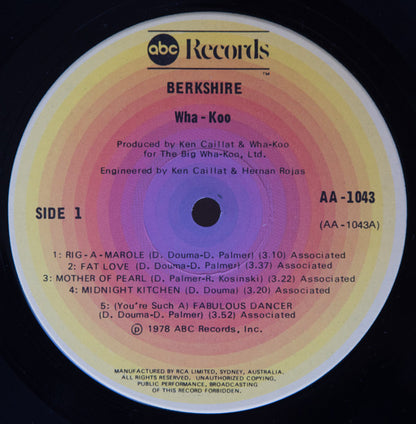 abc Records
TM
BERKSHIRE
Wha - Koo
Produced by Ken Caillat & Wha-Koo
for The Big Wha-Koo, Ltd.
Engineered by Ken Caillat & Hernan Rojas
SIDE 1
AA -1043
(AA -1043A)
1: RIG - A - MAROLE (D. Douma-D. Palmer) (3.10) Associated
2: FAT LOVE (D. Douma-D. Palmer) (3.37) Associated
3: MOTHER OF PEARL (D. Palmer-R. Kosinski) (3.22) Associated
4: MIDNIGHT KITCHEN (D. Douma) (3.20) Associated
5: (You're Such A) FABULOUS DANCER
(D. Douma-D. Palmer) (3.52) Associated
℗ 1978 ABC Records, Inc.
MANUFACTURED BY RCA LIMITED, SYDNEY, AUSTRALIA.
ALL RIGHTS RESERVED. UNAUTHORIZED COPYING,
PUBLIC PERFORMANCE, BROADCASTING
OF THIS RECORD FORBIDDEN.